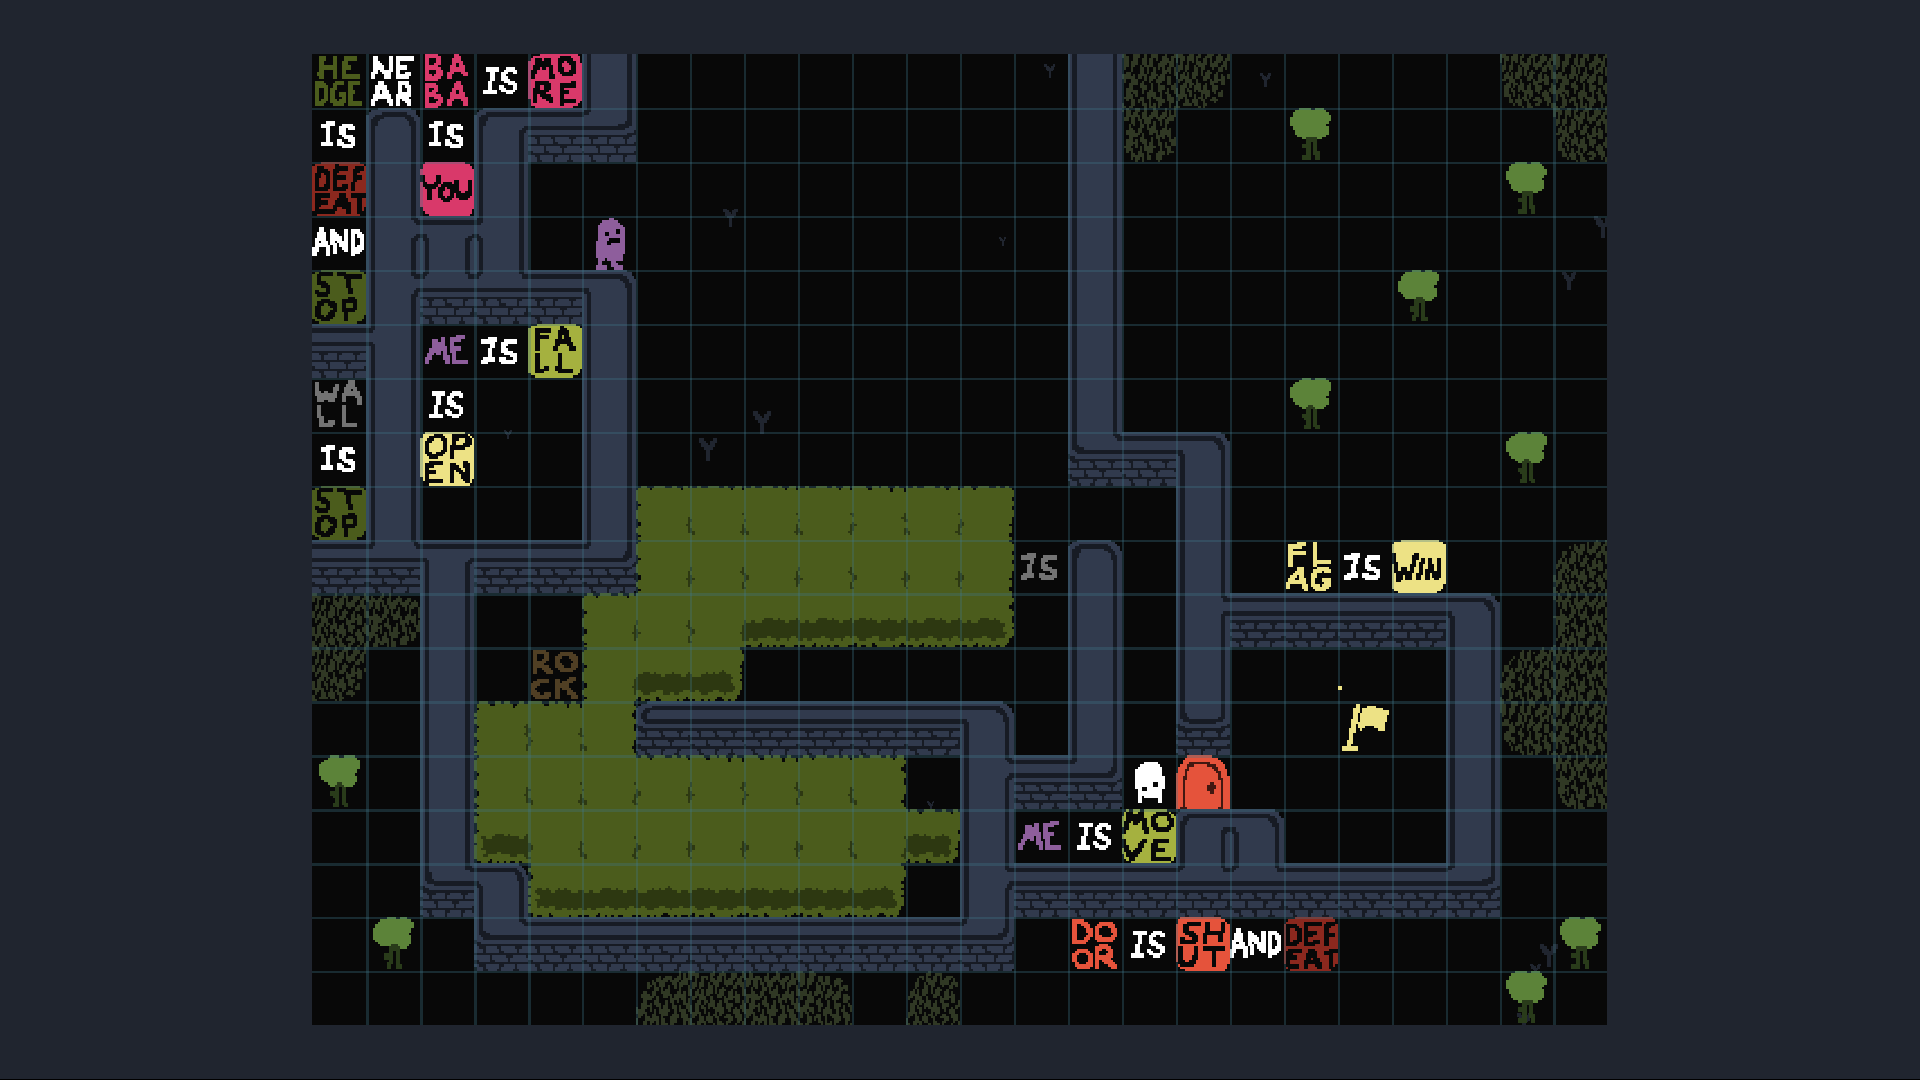 HEDGE NEAR BABA IS MORE
IS IS
DEFEAT YOU
AND
STOP
ME IS FALL
WALL IS
IS OPEN
STOP
IS FLAG IS WIN
ROCK
ME IS MOVE
DOOR IS SHUT AND DEFEAT